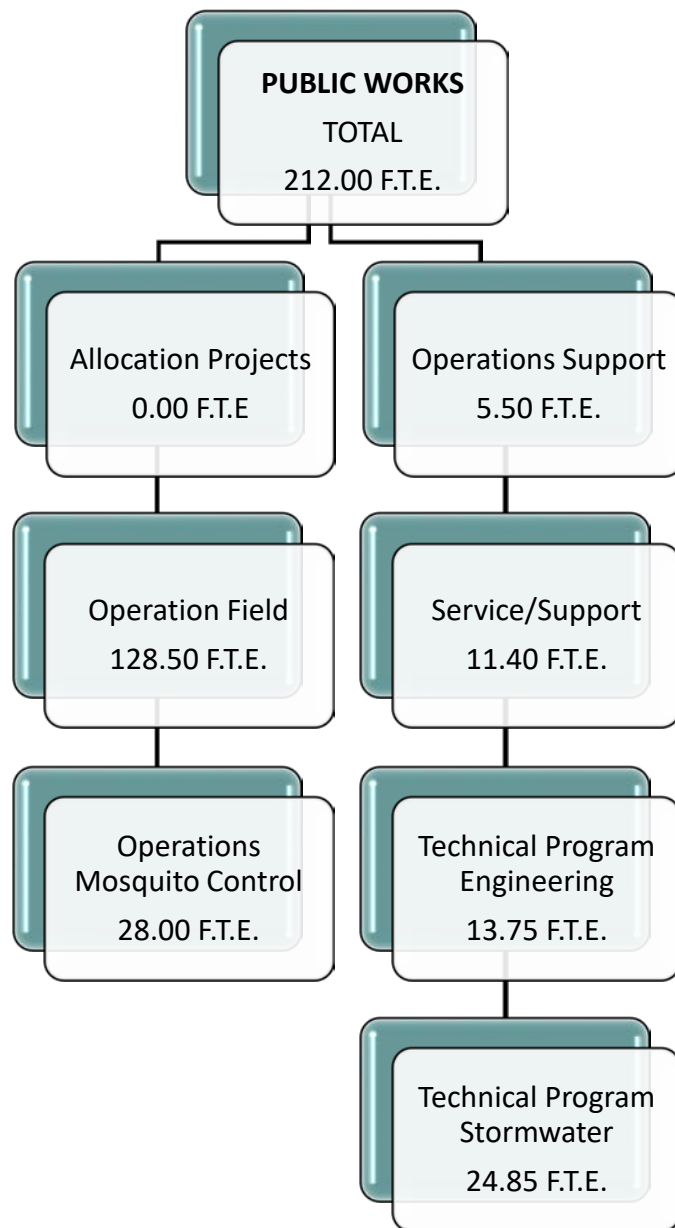 PUBLIC WORKS
TOTAL
212.00 F.T.E.
Allocation Projects
0.00 F.T.E
Operations Support
5.50 F.T.E.
Operation Field
128.50 F.T.E.
Service/Support
11.40 F.T.E.
Operations
Mosquito Control
28.00 F.T.E.
Technical Program
Engineering
13.75 F.T.E.
Technical Program
Stormwater
24.85 F.T.E.